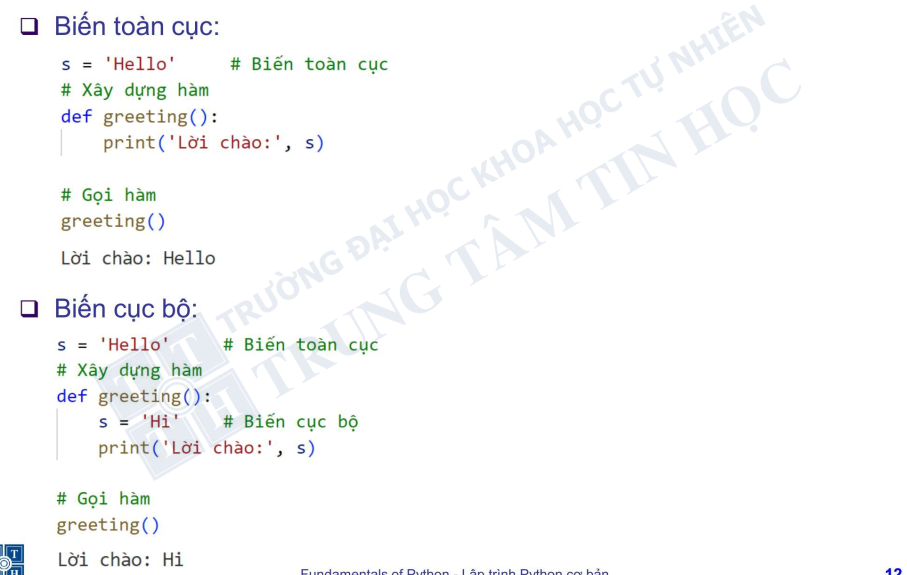 Biến toàn cục:
s = 'Hello' # Biến toàn cục
# Xây dựng hàm
def greeting():
print('Lời chào:', s)
# Gọi hàm
greeting()
Lời chào: Hello
Biến cục bộ:
s = 'Hello' # Biến toàn cục
# Xây dựng hàm
def greeting():
s = 'Hi' # Biến cục bộ
print('Lời chào:', s)
# Gọi hàm
greeting()
Lời chào: Hi
TRƯỜNG ĐẠI HỌC KHOA HỌC TỰ NHIÊN
TRUNG TÂM TIN HỌC
T T H
T H
Fundamentals of Python - Lập trình Python cơ bản
12